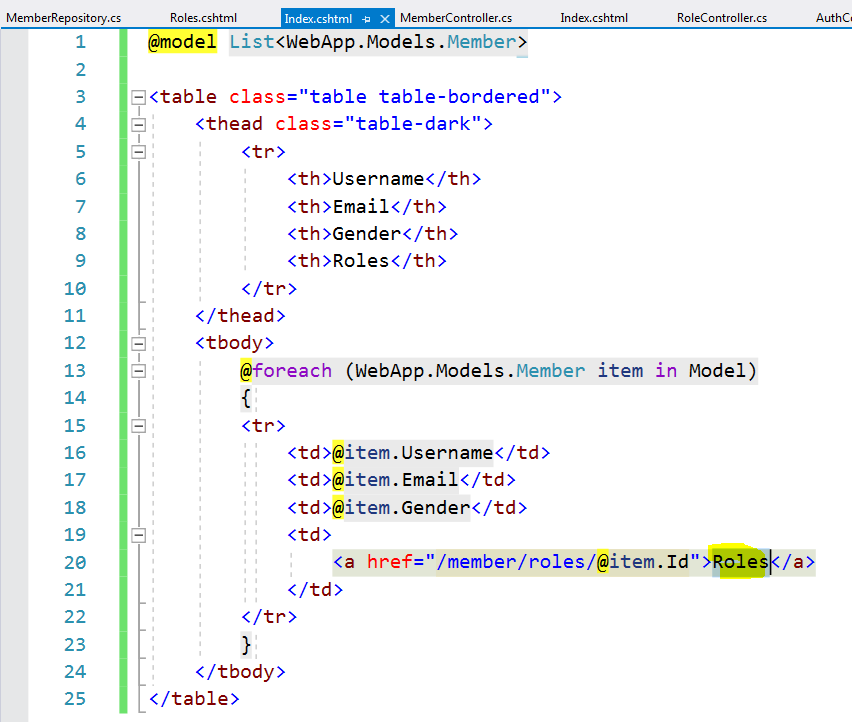 MemberRepository.cs Roles.cshtml Index.cshtml MemberController.cs Index.cshtml RoleController.cs AuthCo
1 @model List<WebApp.Models.Member>
2
3 <table class="table table-bordered">
4 <thead class="table-dark">
5 <tr>
6 <th>Username</th>
7 <th>Email</th>
8 <th>Gender</th>
9 <th>Roles</th>
10 </tr>
11 </thead>
12 <tbody>
13 @foreach (WebApp.Models.Member item in Model)
14 {
15 <tr>
16 <td>@item.Username</td>
17 <td>@item.Email</td>
18 <td>@item.Gender</td>
19 <td>
20 <a href="/member/roles/@item.Id">Roles</a>
21 </td>
22 </tr>
23 }
24 </tbody>
25 </table>